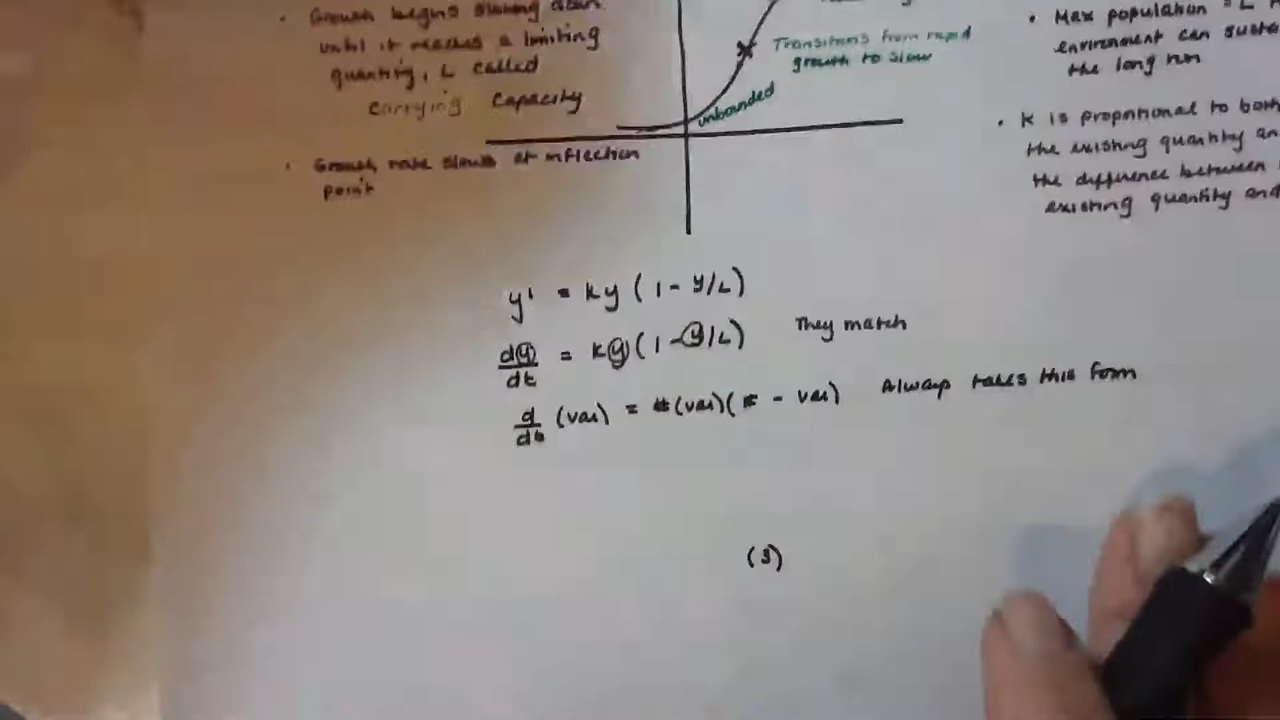 Growth begins slowing down
until it reaches a limiting
quantity, L called
carrying capacity
Growth rate slows at inflection
point
Transitions from rapid
growth to slow
unbounded
Max population = L
environment can
the long run
K is proportional to both
the existing quantity
the difference between
existing quantity and
y' = ky (1 - y/L)
dy/dt = ky(1 - y/L) They match
d/dt (var) = #(var)(# - var) Always takes this form
(3)